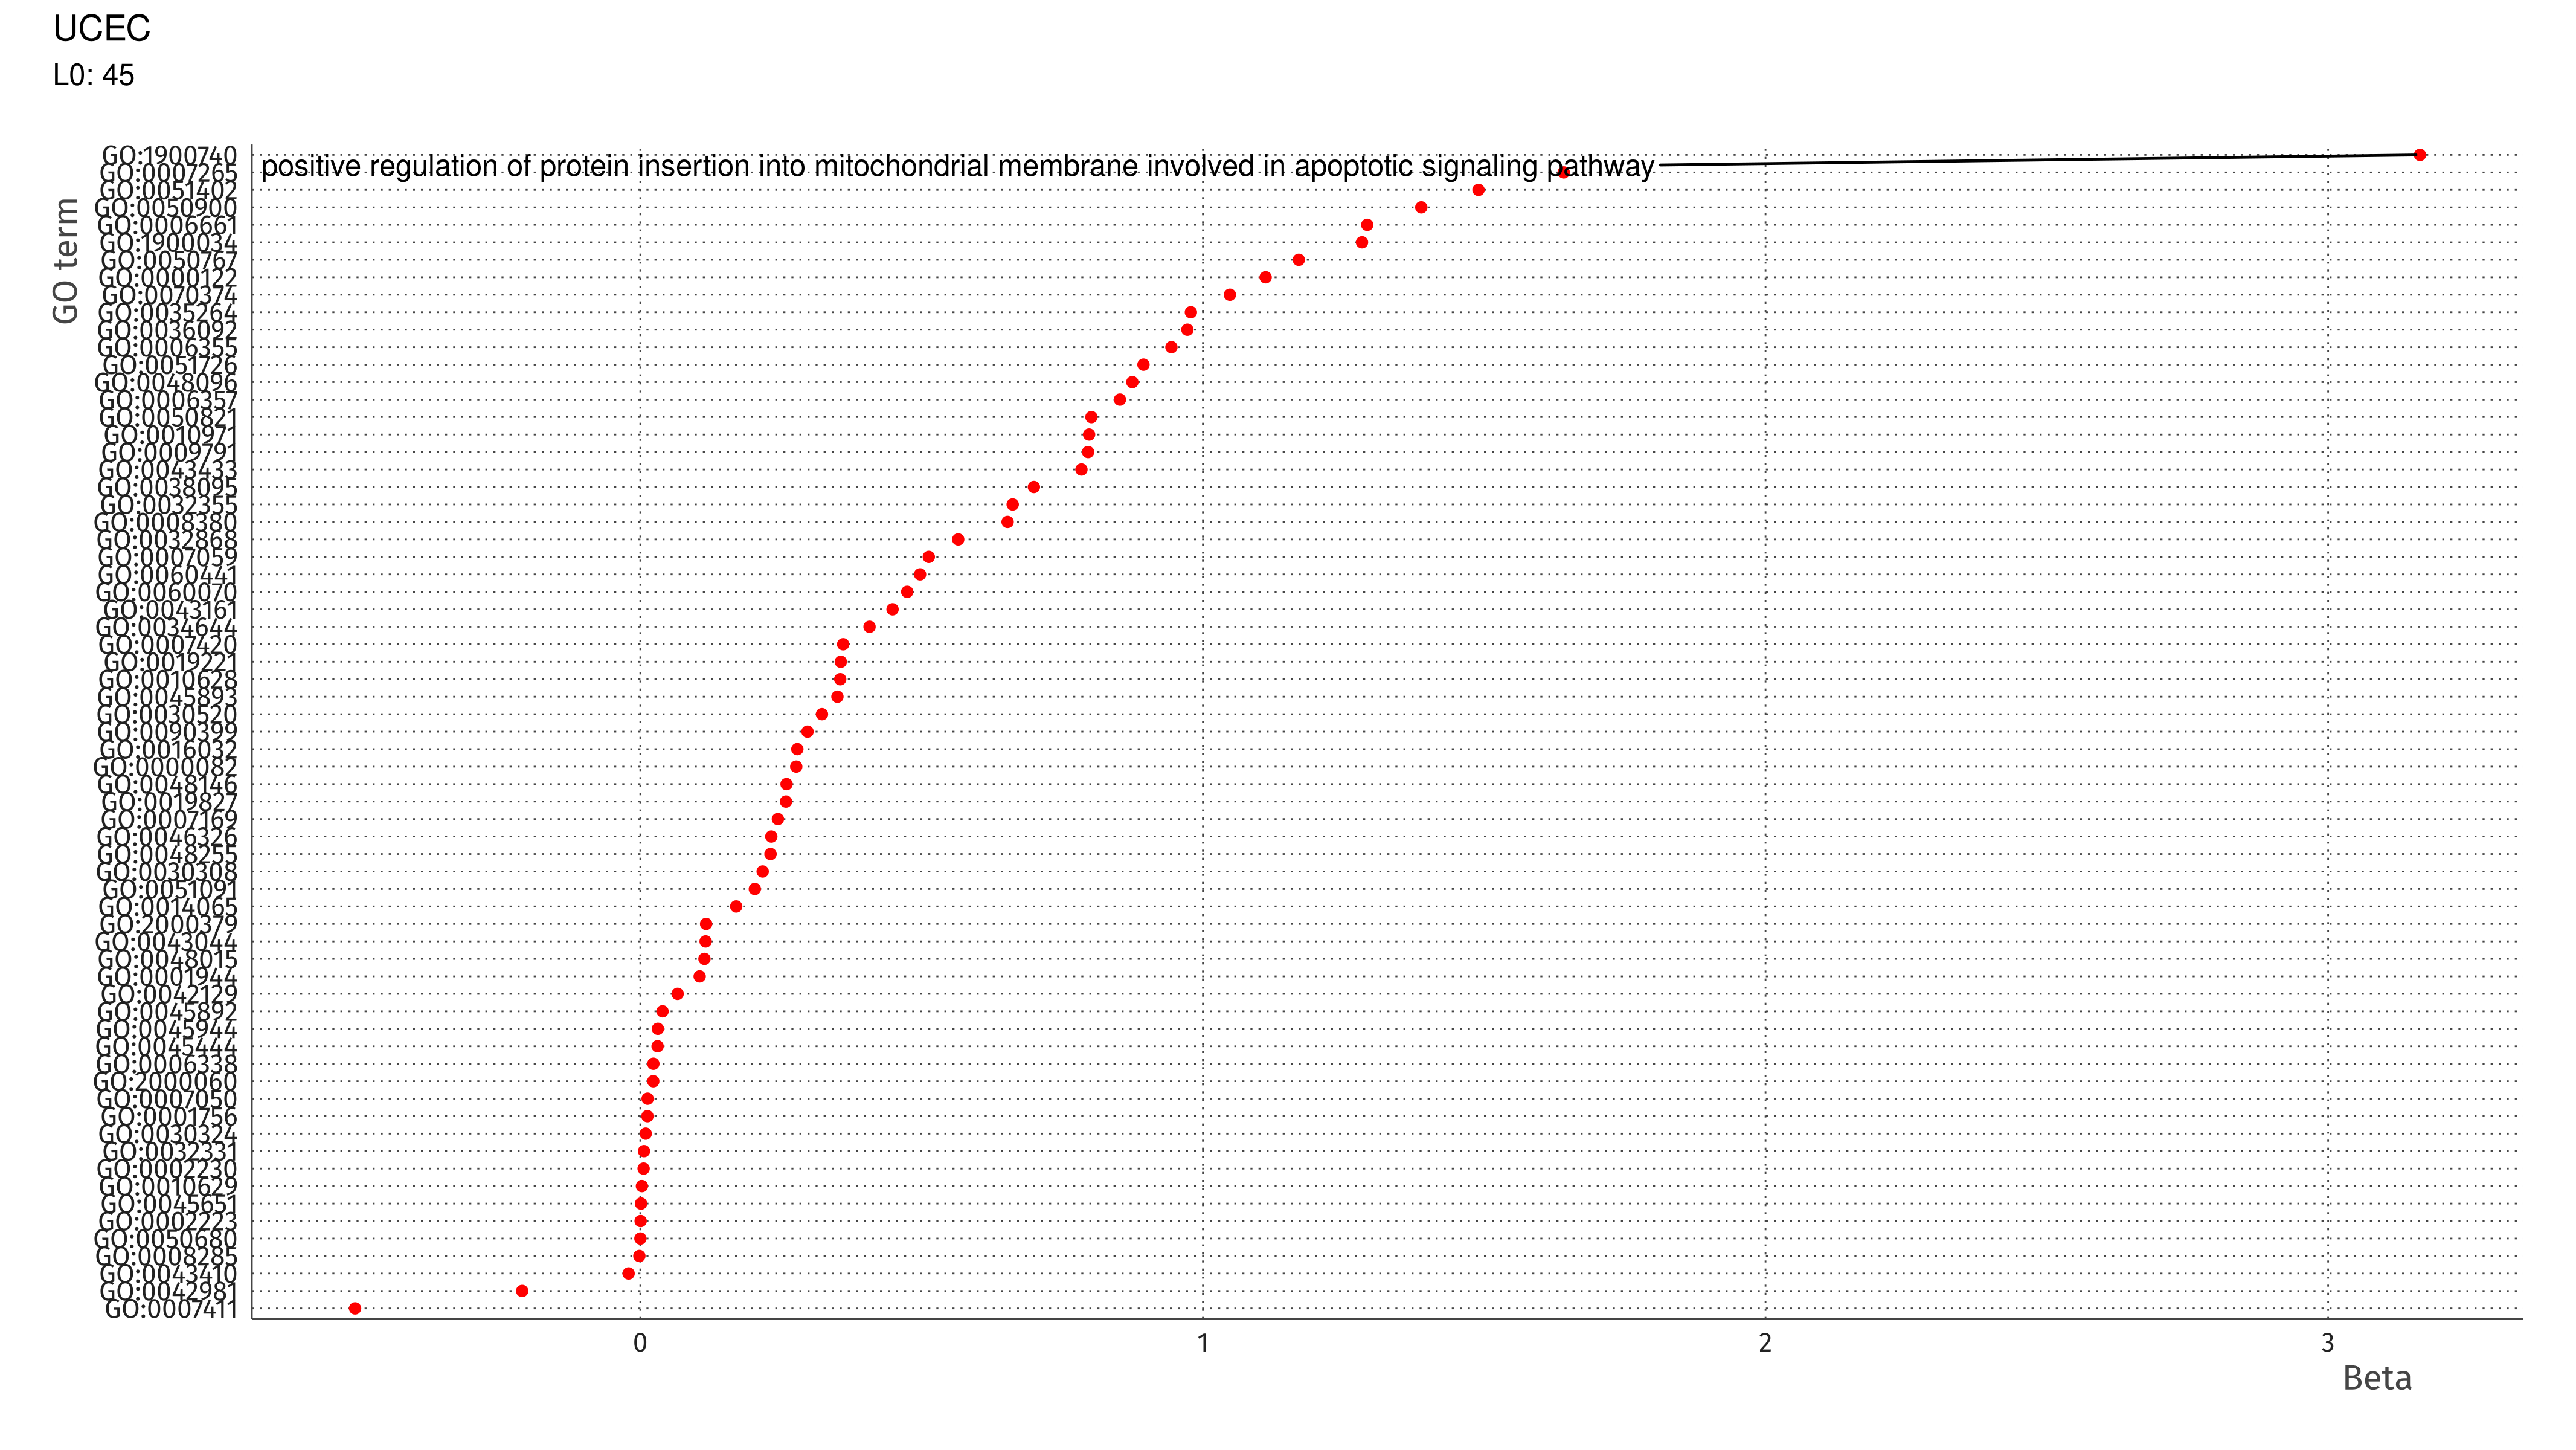 UCEC
L0: 45
GO term
GO:1900740
positive regulation of protein insertion into mitochondrial membrane involved in apoptotic signaling pathway
GO:0007265
GO:0051402
GO:0050900
GO:0006661
GO:1900034
GO:0050767
GO:0000122
GO:0070374
GO:0035264
GO:0036092
GO:0006355
GO:0051726
GO:0048096
GO:0006357
GO:0050821
GO:0010971
GO:0009791
GO:0043433
GO:0038095
GO:0032355
GO:0008380
GO:0032868
GO:0007059
GO:0060441
GO:0060070
GO:0043161
GO:0034644
GO:0007420
GO:0019221
GO:0010628
GO:0045893
GO:0030520
GO:0090399
GO:0016032
GO:0000082
GO:0048146
GO:0019827
GO:0007169
GO:0046326
GO:0048255
GO:0030308
GO:0051091
GO:0014065
GO:2000379
GO:0043044
GO:0048015
GO:0001944
GO:0042129
GO:0045892
GO:0045944
GO:0045444
GO:0006338
GO:2000060
GO:0007050
GO:0001756
GO:0030324
GO:0032331
GO:0002230
GO:0010629
GO:0045651
GO:0002223
GO:0050680
GO:0008285
GO:0043410
GO:0042981
GO:0007411
0 1 2 3
Beta